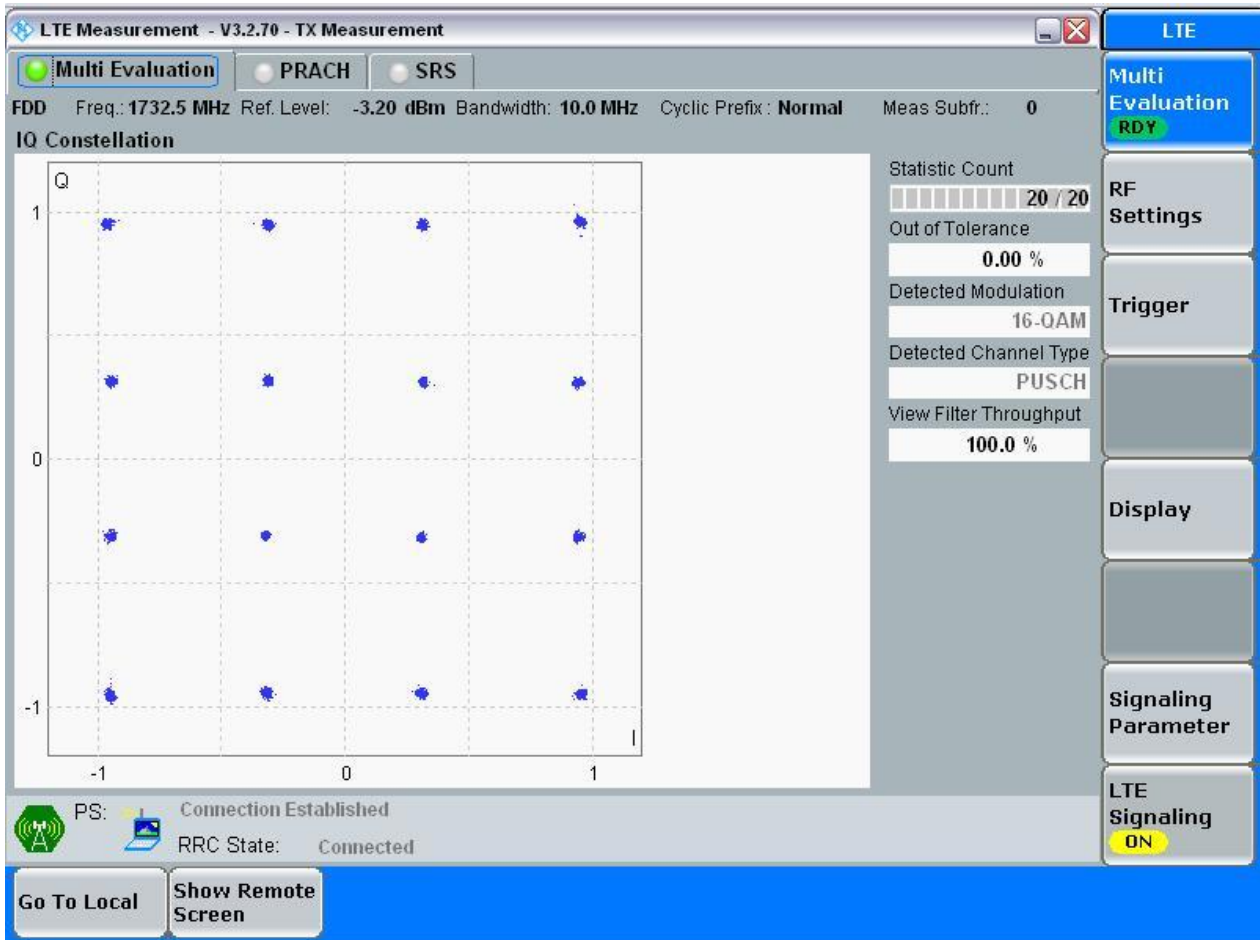 LTE Measurement - V3.2.70 - TX Measurement
LTE
Multi Evaluation PRACH SRS
FDD Freq.: 1732.5 MHz Ref. Level: -3.20 dBm Bandwidth: 10.0 MHz Cyclic Prefix : Normal Meas Subfr.: 0
IQ Constellation
Q
1
0
-1
I
-1 0 1
Statistic Count
20 / 20
Out of Tolerance
0.00 %
Detected Modulation
16-QAM
Detected Channel Type
PUSCH
View Filter Throughput
100.0 %
Multi
Evaluation
RDY
RF
Settings
Trigger
Display
Signaling
Parameter
LTE
Signaling
ON
PS: Connection Established
RRC State: Connected
Go To Local
Show Remote
Screen